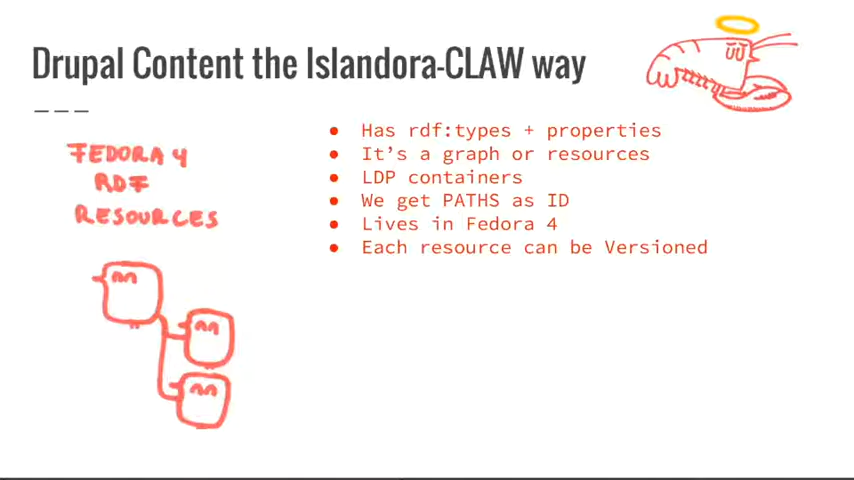 Drupal Content the Islandora-CLAW way
FEDORA 4
RDF
RESOURCES
● Has rdf:types + properties
● It's a graph or resources
● LDP containers
● We get PATHS as ID
● Lives in Fedora 4
● Each resource can be Versioned